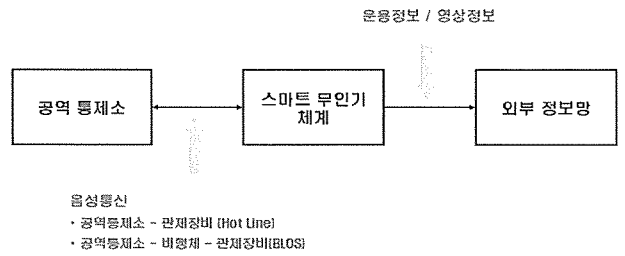 운용정보 / 영상정보
공역 통제소
스마트 무인기
체계
외부 정보망
음성통신
• 공역통제소 - 관제장비 (Hot Line)
• 공역통제소 - 비행체 - 관제장비(BLOS)